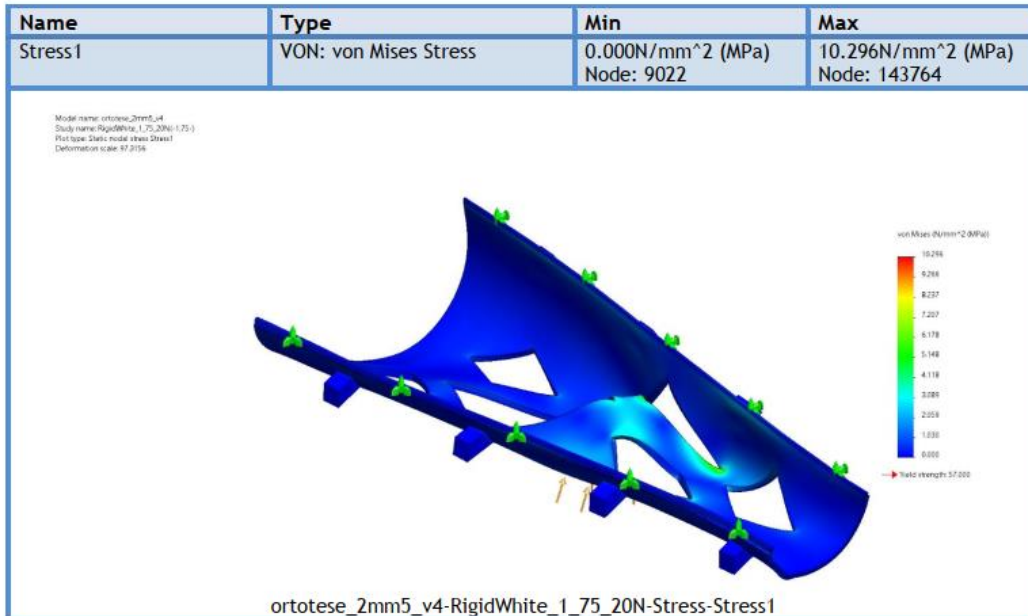 Name Type Min Max
Stress1 VON: von Mises Stress 0.000N/mm^2 (MPa) 10.296N/mm^2 (MPa)
Node: 9022 Node: 143764
Model name: ortotese_2mm5_v4
Study name: RigidWhite_1_75_20N(-1.75-)
Plot type: Static nodal stress Stress1
Deformation scale: 97.3156
von Mises (N/mm^2 (MPa))
10.296
9.266
8.237
7.207
6.178
5.148
4.118
3.089
2.059
1.030
0.000
Yield strength: 57.000
ortotese_2mm5_v4-RigidWhite_1_75_20N-Stress-Stress1